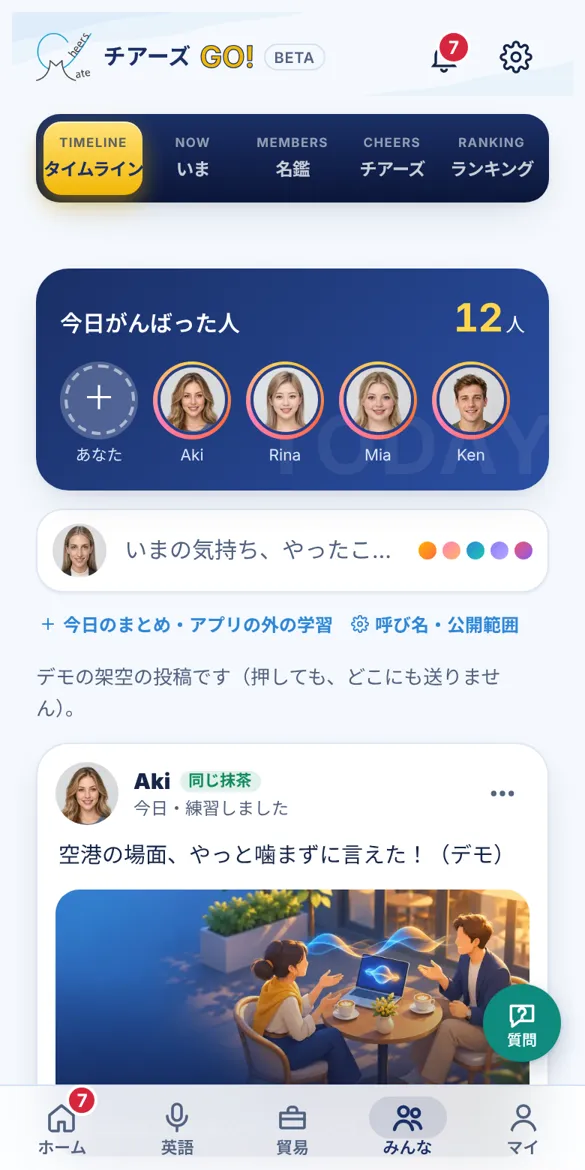 Cheers
Mate
チアーズ GO! BETA
7
TIMELINE
タイムライン
NOW
いま
MEMBERS
名鑑
CHEERS
チアーズ
RANKING
ランキング
今日がんばった人
12人
TODAY
あなた
Aki
Rina
Mia
Ken
いまの気持ち、やったこ...
+ 今日のまとめ・アプリの外の学習 呼び名・公開範囲
デモの架空の投稿です（押しても、どこにも送りませ
ん）。
Aki 同じ抹茶
今日・練習しました
空港の場面、やっと噛まずに言えた！（デモ）
質問
7
ホーム
英語
貿易
みんな
マイ